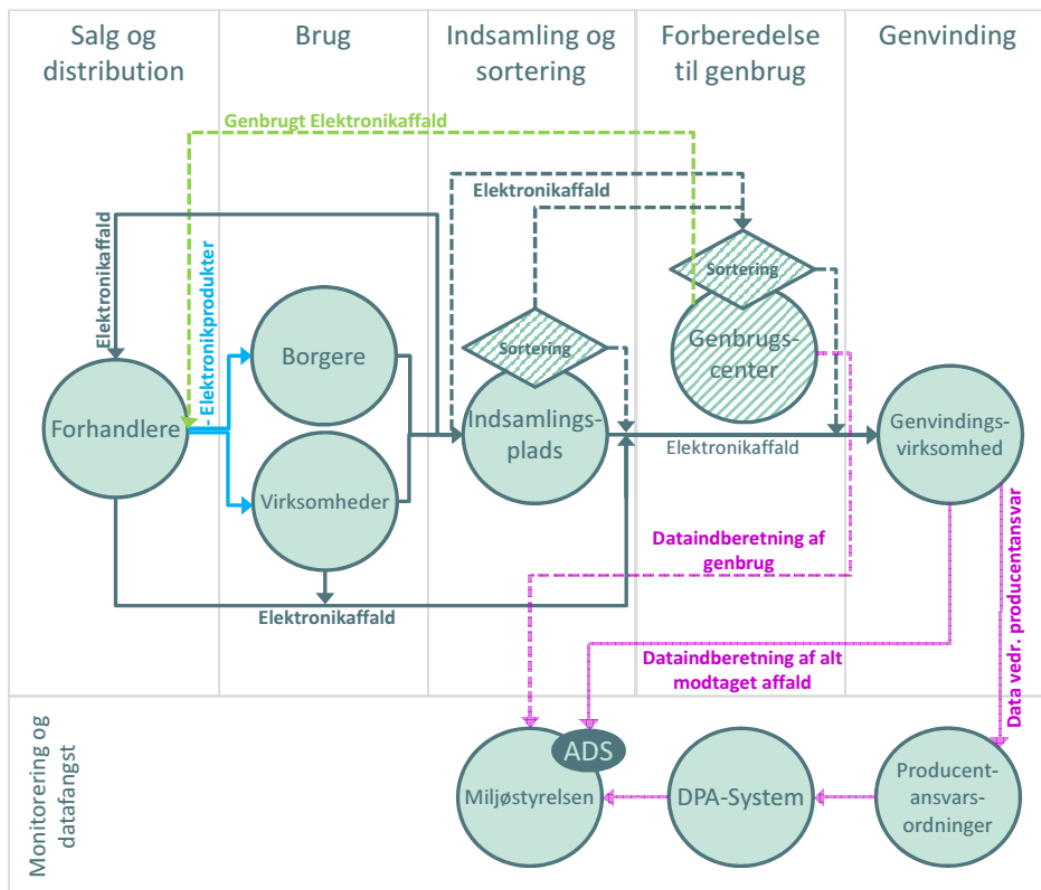 Salg og
distribution
Brug
Indsamling og
sortering
Forberedelse
til genbrug
Genvinding
Genbrugt Elektronikaffald
Elektronikaffald
Elektronikaffald
- Elektronikprodukter
Sortering
Sortering
Borgere
Genbrugs-
center
Forhandlere
Indsamlings-
plads
Elektronikaffald
Genvindings-
virksomhed
Virksomheder
Dataindberetning af
genbrug
Elektronikaffald
Dataindberetning af alt
modtaget affald
Data vedr. producentansvar
Monitorering og
datafangst
ADS
Miljøstyrelsen
DPA-System
Producent-
ansvars-
ordninger